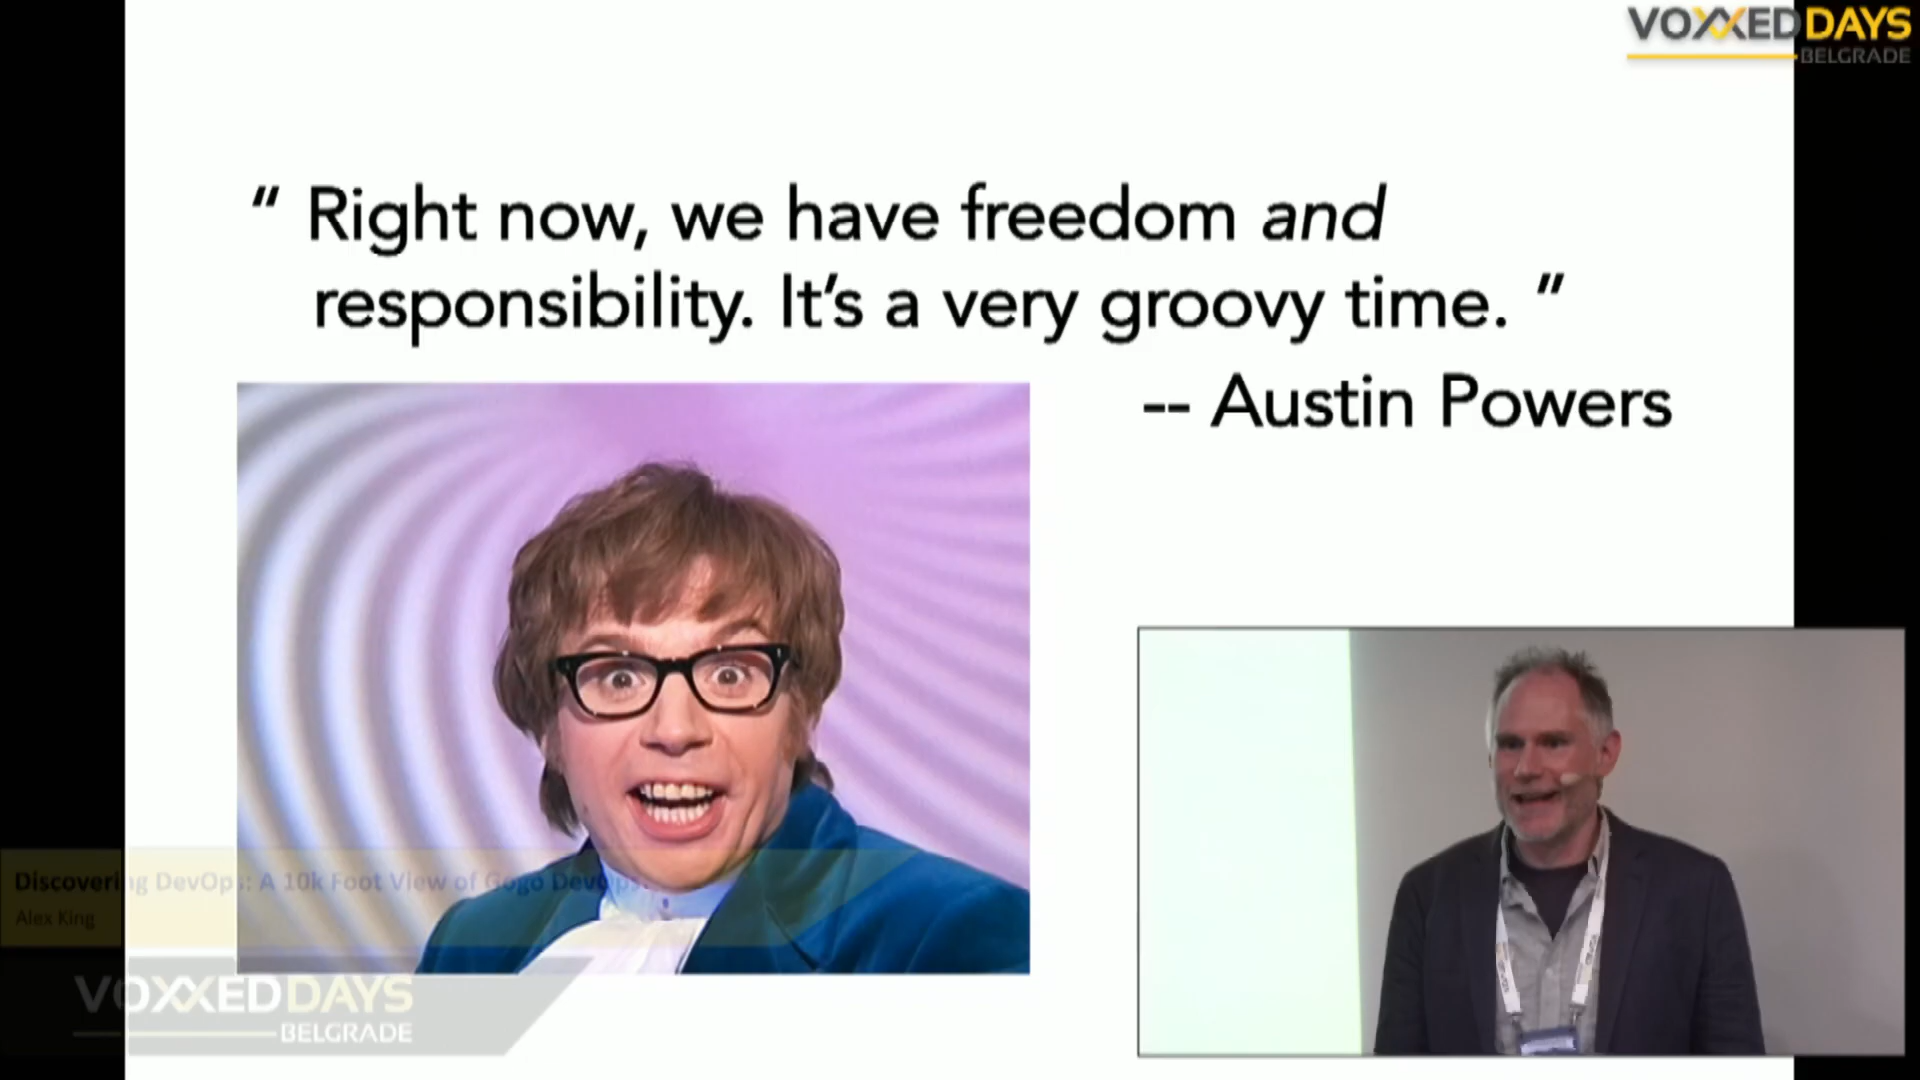 VOXXED DAYS
BELGRADE
“ Right now, we have freedom and
responsibility. It’s a very groovy time. ”
-- Austin Powers
Discovering DevOps: A 10k Foot View of Gogo DevOps.
Alex King
VOXXED DAYS
BELGRADE